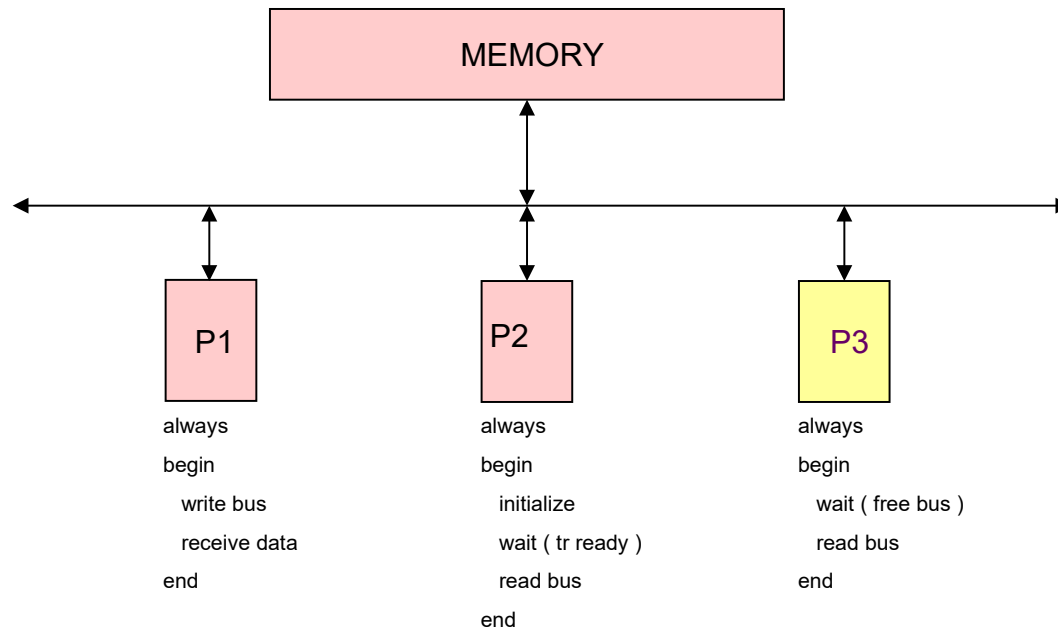 MEMORY
P1
P2
P3
always
begin
write bus
receive data
end
always
begin
initialize
wait ( tr ready )
read bus
end
always
begin
wait ( free bus )
read bus
end